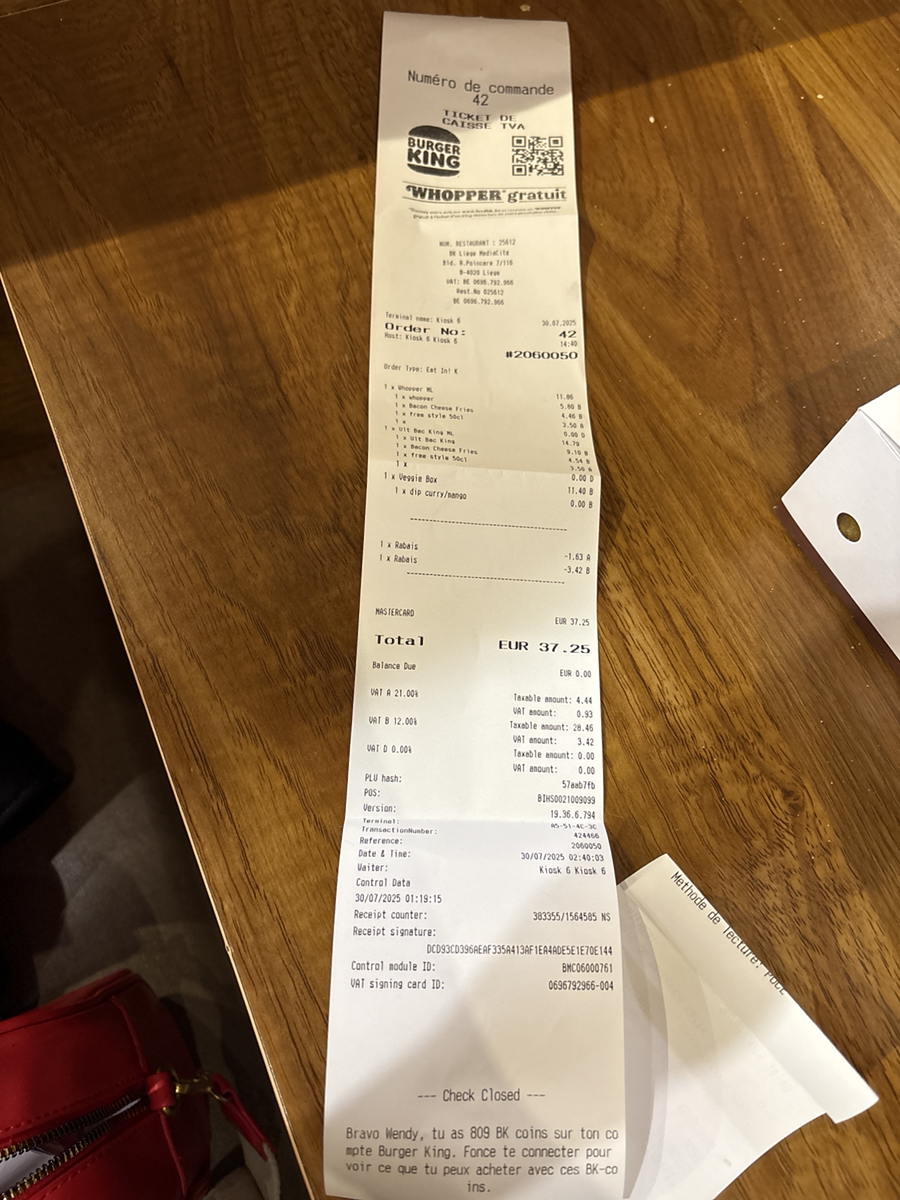 Numéro de commande
42
TICKET DE
CAISSE TVA
BURGER
KING
WHOPPER gratuit
NUM. RESTAURANT : 25612
BK Liege MediaCite
Bld. R.Poincare 7/116
B-4020 Liege
VAT: BE 0696.792.966
Rest.No 025612
BE 0696.792.966
Terminal name: Kiosk 6 30.07.2025
Order No: 42
Host: Kiosk 6 Kiosk 6 14:40
#2060050
Order Type: Eat In! K
1 x Whopper ML 11.86
1 x whopper 5.80 B
1 x Bacon Cheese Fries 4.46 B
1 x free style 50cl 3.50 A
1 x 0.00 D
1 x Ult Bac King ML 14.79
1 x Ult Bac King 9.10 B
1 x Bacon Cheese Fries 4.54 B
1 x free style 50cl 3.50 A
1 x 0.00 D
1 x Veggie Box 11.40 B
1 x dip curry/mango 0.00 B
1 x Rabais -1.63 A
1 x Rabais -3.42 B
MASTERCARD EUR 37.25
Total EUR 37.25
Balance Due EUR 0.00
VAT A 21.00% Taxable amount: 4.44
VAT amount: 0.93
VAT B 12.00% Taxable amount: 28.46
VAT amount: 3.42
VAT D 0.00% Taxable amount: 0.00
VAT amount: 0.00
PLU hash: 57aab7fb
POS: BIHS0021009099
Version: 19.36.6.794
Terminal: A5-51-4C-3C
TransactionNumber: 424466
Reference: 2060050
Date & Time: 30/07/2025 02:40:03
Waiter: Kiosk 6 Kiosk 6
Control Data
30/07/2025 01:19:15
Receipt counter: 383355/1564585 NS
Receipt signature:
DCD93CD396AEAF335A413AF1EA4ADE5E1E70E144
Control module ID: BMC06000761
VAT signing card ID: 0696792966-004
--- Check Closed ---
Bravo Wendy, tu as 809 BK coins sur ton co
mpte Burger King. Fonce te connecter pour
voir ce que tu peux acheter avec ces BK-co
ins.
Methode de lecture: PUCE